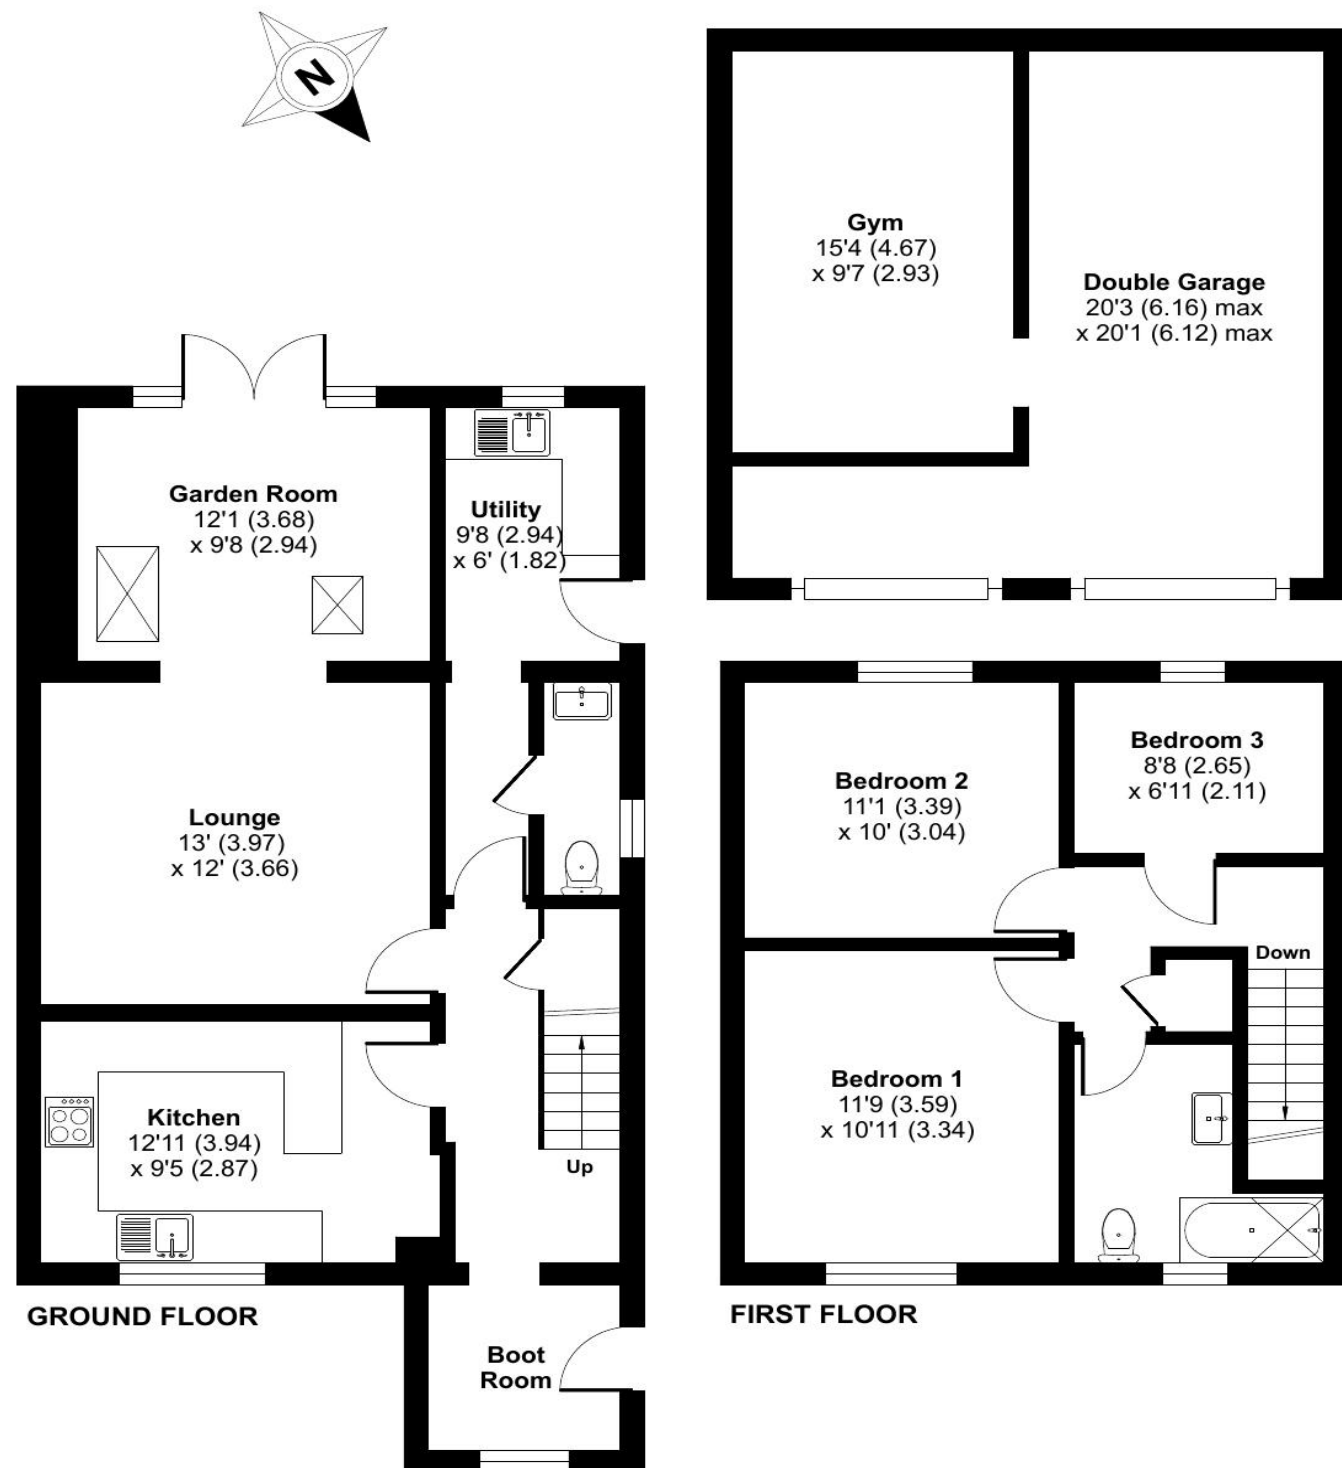 N
Gym
15'4 (4.67)
x 9'7 (2.93)
Double Garage
20'3 (6.16) max
x 20'1 (6.12) max
Garden Room
12'1 (3.68)
x 9'8 (2.94)
Utility
9'8 (2.94)
x 6' (1.82)
Lounge
13' (3.97)
x 12' (3.66)
Kitchen
12'11 (3.94)
x 9'5 (2.87)
Up
GROUND FLOOR
Boot
Room
Bedroom 2
11'1 (3.39)
x 10' (3.04)
Bedroom 3
8'8 (2.65)
x 6'11 (2.11)
Down
Bedroom 1
11'9 (3.59)
x 10'11 (3.34)
FIRST FLOOR